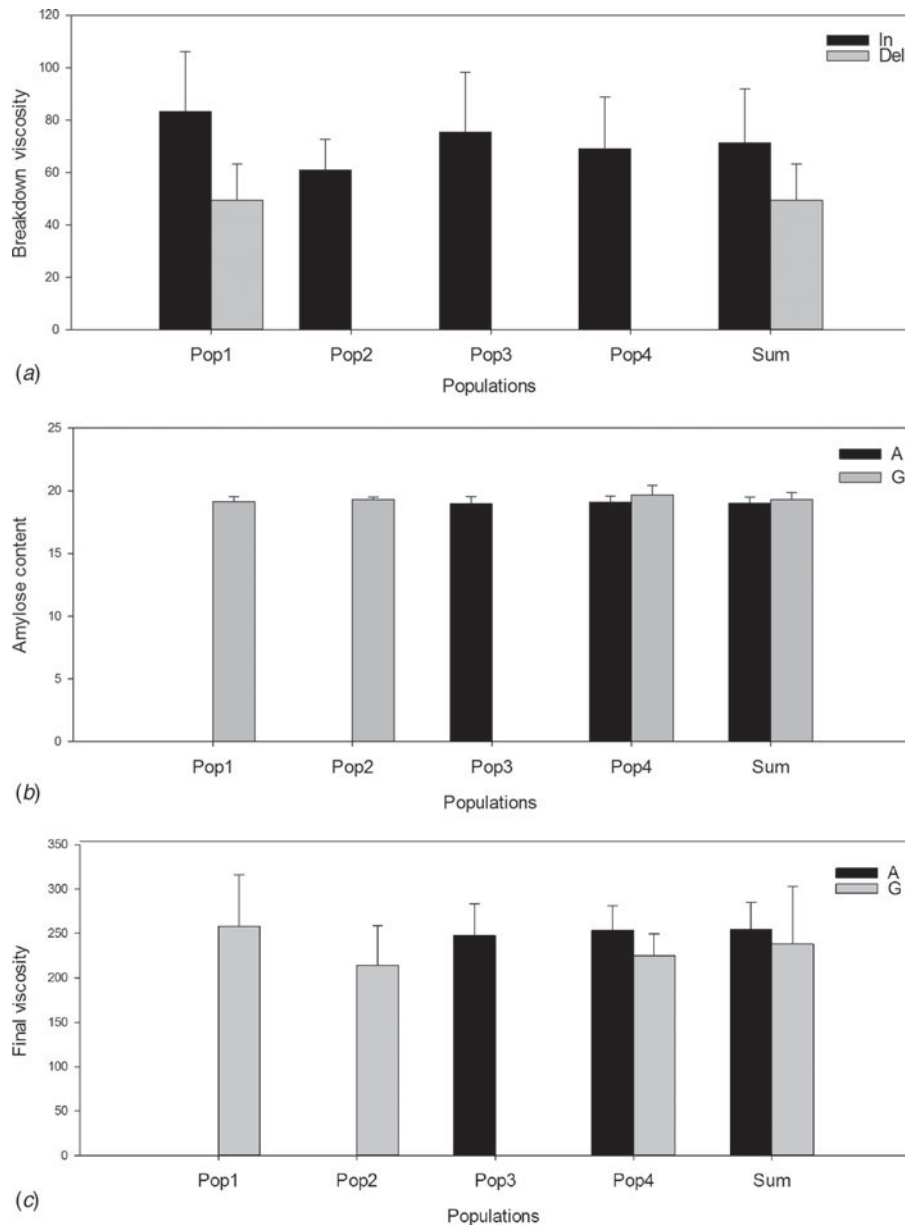 120
100
80
60
40
20
0
Breakdown viscosity
In
Del
Pop1 Pop2 Pop3 Pop4 Sum
Populations
(a)
25
20
15
10
5
0
Amylose content
A
G
Pop1 Pop2 Pop3 Pop4 Sum
Populations
(b)
350
300
250
200
150
100
50
0
Final viscosity
A
G
Pop1 Pop2 Pop3 Pop4 Sum
Populations
(c)